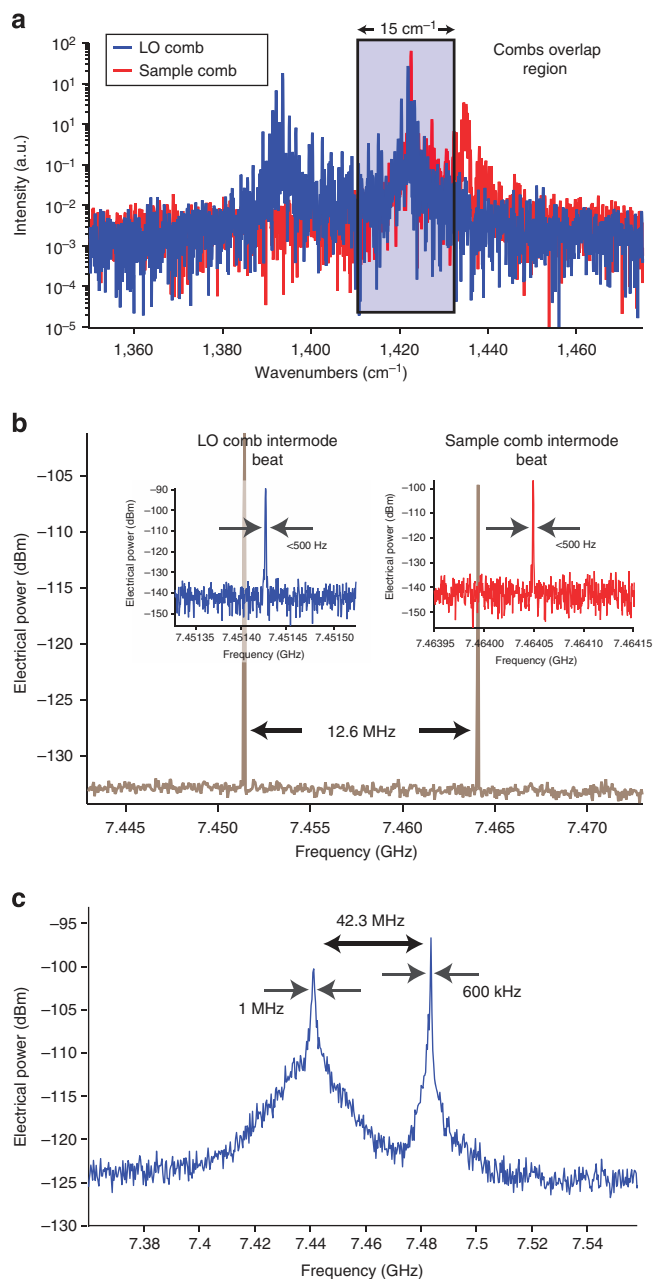 a
LO comb
Sample comb
15 cm⁻¹
Combs overlap
region
Intensity (a.u.)
10²
10¹
10¹
10⁻¹
10⁻²
10⁻³
10⁻⁴
10⁻⁵
1,360
1,380
1,400
1,420
1,440
1,460
Wavenumbers (cm⁻¹)
b
LO comb intermode
beat
Sample comb intermode
beat
Electrical power (dBm)
−105
−111
−115
−122
−130
Electrical power (dBm)
−90
−100
−110
−120
−130
−140
−150
<500 Hz
7.45135
7.45140
7.45145
7.45150
Frequency (GHz)
Electrical power (dBm)
−100
−110
−120
−130
−140
−150
<500 Hz
7.46395
7.46400
7.46405
7.46410
7.46415
Frequency (GHz)
12.6 MHz
7.445
7.450
7.455
7.460
7.465
7.470
Frequency (GHz)
c
Electrical power (dBm)
−95
−100
−105
−110
−115
−120
−125
−130
42.3 MHz
1 MHz
600 kHz
7.38
7.4
7.42
7.44
7.46
7.48
7.5
7.52
7.54
Frequency (GHz)